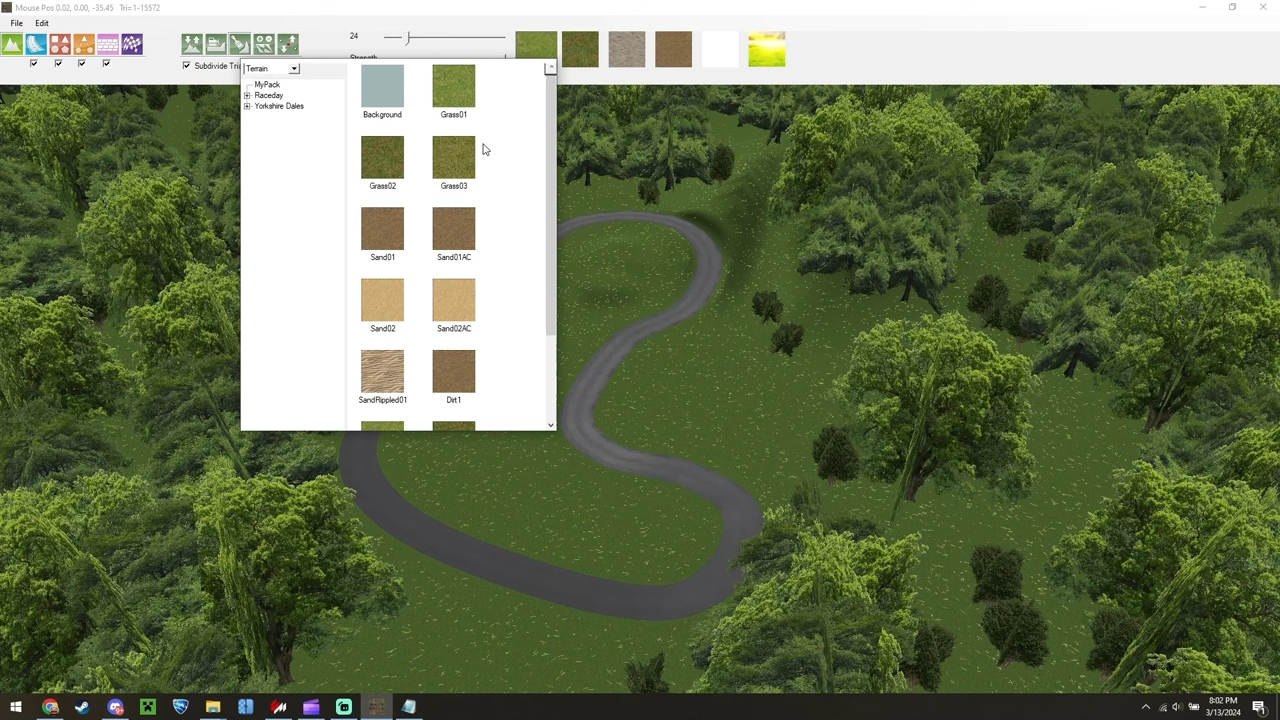 Mouse Pos 0.02, 0.00, -35.45  Tri= 1-15572
File Edit
24
Strength
Subdivide Tri
Terrain
MyPack
Raceday
Yorkshire Dales
Background Grass01
Grass02 Grass03
Sand01 Sand01AC
Sand02 Sand02AC
SandRippled01 Dirt1
8:02 PM
3/13/2024